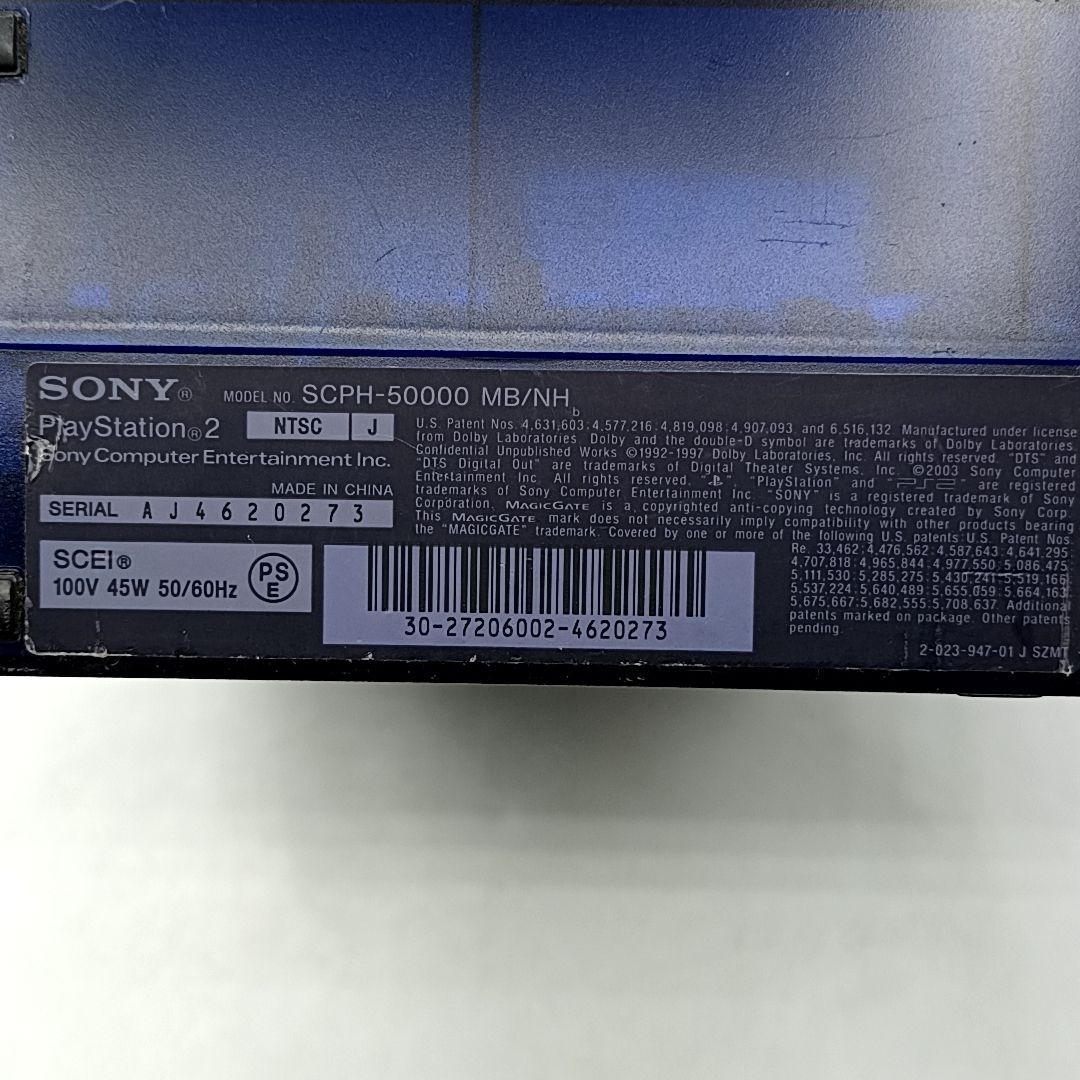 SONY® MODEL NO. SCPH-50000 MB/NH b
PlayStation®2 NTSC J
Sony Computer Entertainment Inc.
MADE IN CHINA
SERIAL A J 4 6 2 0 2 7 3
SCEI®
100V 45W 50/60Hz
PS
E
U.S. Patent Nos. 4,631,603; 4,577,216; 4,819,098; 4,907,093, and 6,516,132. Manufactured under license
from Dolby Laboratories. Dolby and the double-D symbol are trademarks of Dolby Laboratories.
Confidential Unpublished Works ©1992-1997 Dolby Laboratories, Inc. All rights reserved. "DTS" and
"DTS Digital Out" are trademarks of Digital Theater Systems, Inc. ©2003 Sony Computer
Entertainment Inc. All rights reserved. "PS", "PlayStation" and "PS2" are registered
trademarks of Sony Computer Entertainment Inc. "SONY" is a registered trademark of Sony
Corporation. MAGICGATE is a copyrighted anti-copying technology created by Sony Corp.
This MAGICGATE mark does not necessarily imply compatibility with other products bearing
the "MAGICGATE" trademark. Covered by one or more of the following U.S. patents: U.S. Patent Nos.
Re. 33,462; 4,476,562; 4,587,643; 4,641,295;
4,707,818; 4,965,844; 4,977,550; 5,086,475;
5,111,530; 5,285,275; 5,430,241; 5,519,166;
5,537,224; 5,640,489; 5,655,059; 5,664,163;
5,675,667; 5,682,555; 5,708,637. Additional
patents marked on package. Other patents
pending.
30-27206002-4620273
2-023-947-01 J SZMT